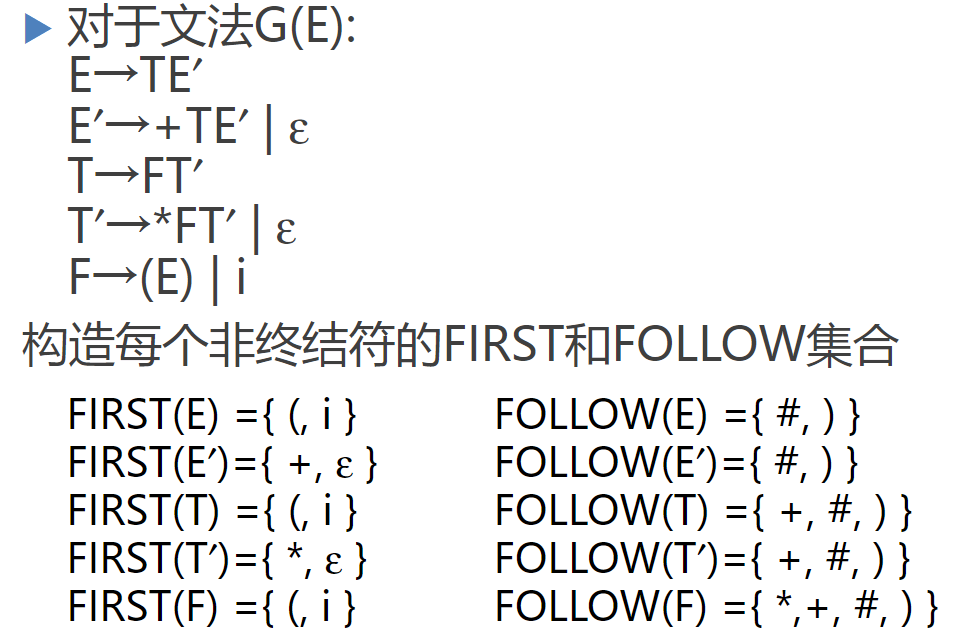 对于文法G(E):
E→TE′
E′→+TE′ | ε
T→FT′
T′→*FT′ | ε
F→(E) | i
构造每个非终结符的FIRST和FOLLOW集合
FIRST(E) ={ (, i }
FOLLOW(E) ={ #, ) }
FIRST(E′)={ +, ε }
FOLLOW(E′)={ #, ) }
FIRST(T) ={ (, i }
FOLLOW(T) ={ +, #, ) }
FIRST(T′)={ *, ε }
FOLLOW(T′)={ +, #, ) }
FIRST(F) ={ (, i }
FOLLOW(F) ={ *,+, #, ) }